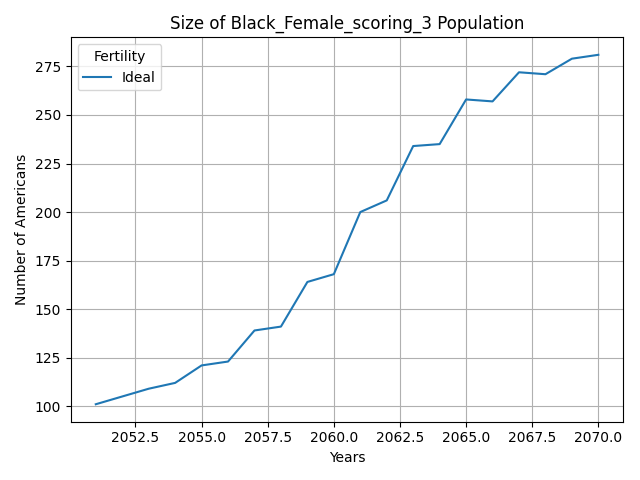 Size of Black_Female_scoring_3 Population
Fertility
Ideal
275
250
225
200
175
150
125
100
Number of Americans
2052.5 2055.0 2057.5 2060.0 2062.5 2065.0 2067.5 2070.0
Years